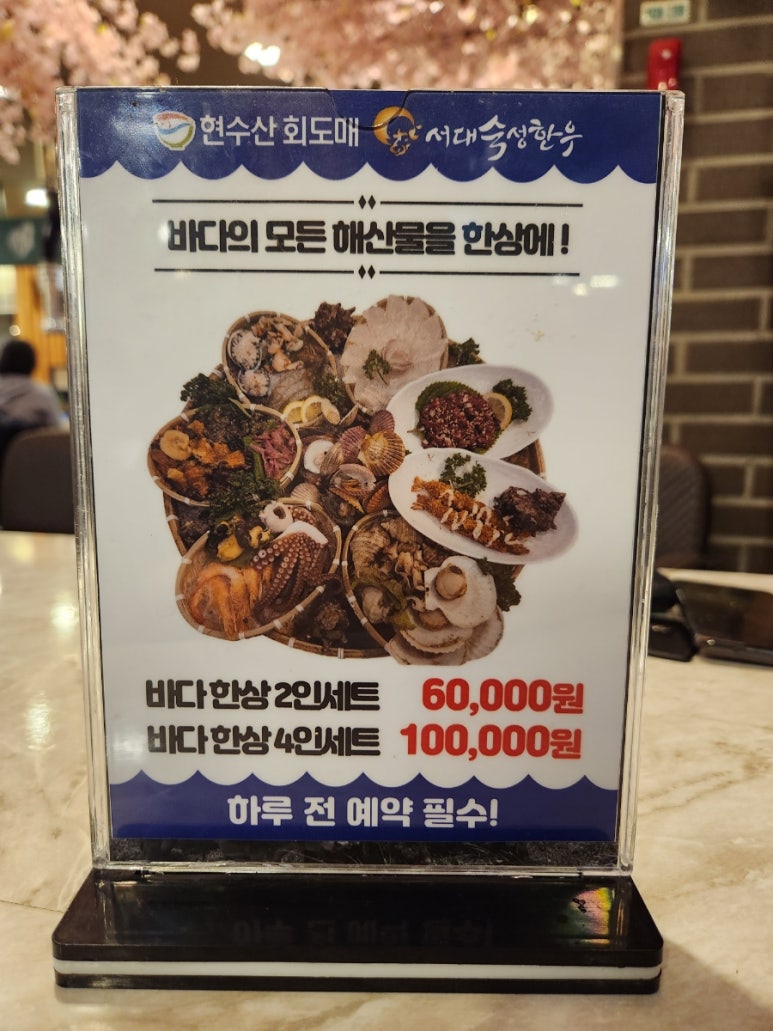 현수산 회도매 서대숙성한우
바다의 모든 해산물을 한상에!
바다 한상 2인세트 60,000원
바다 한상 4인세트 100,000원
하루 전 예약 필수!